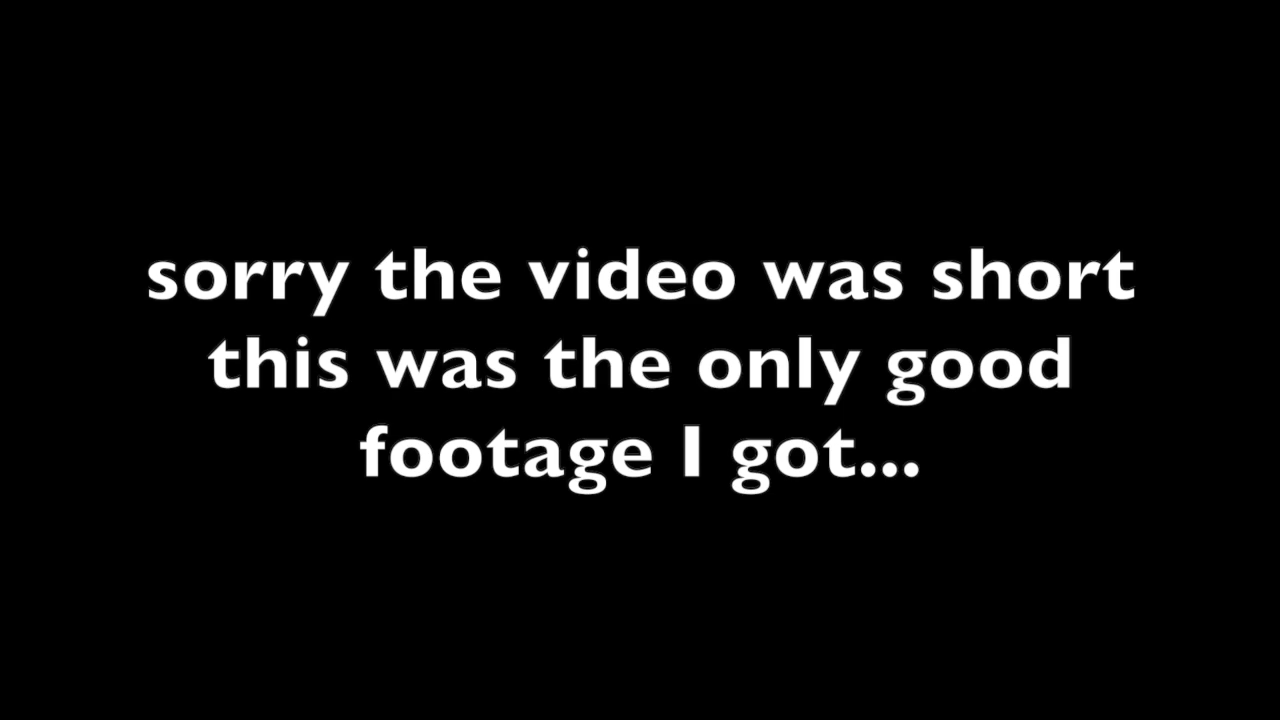 sorry the video was short
this was the only good
footage I got...